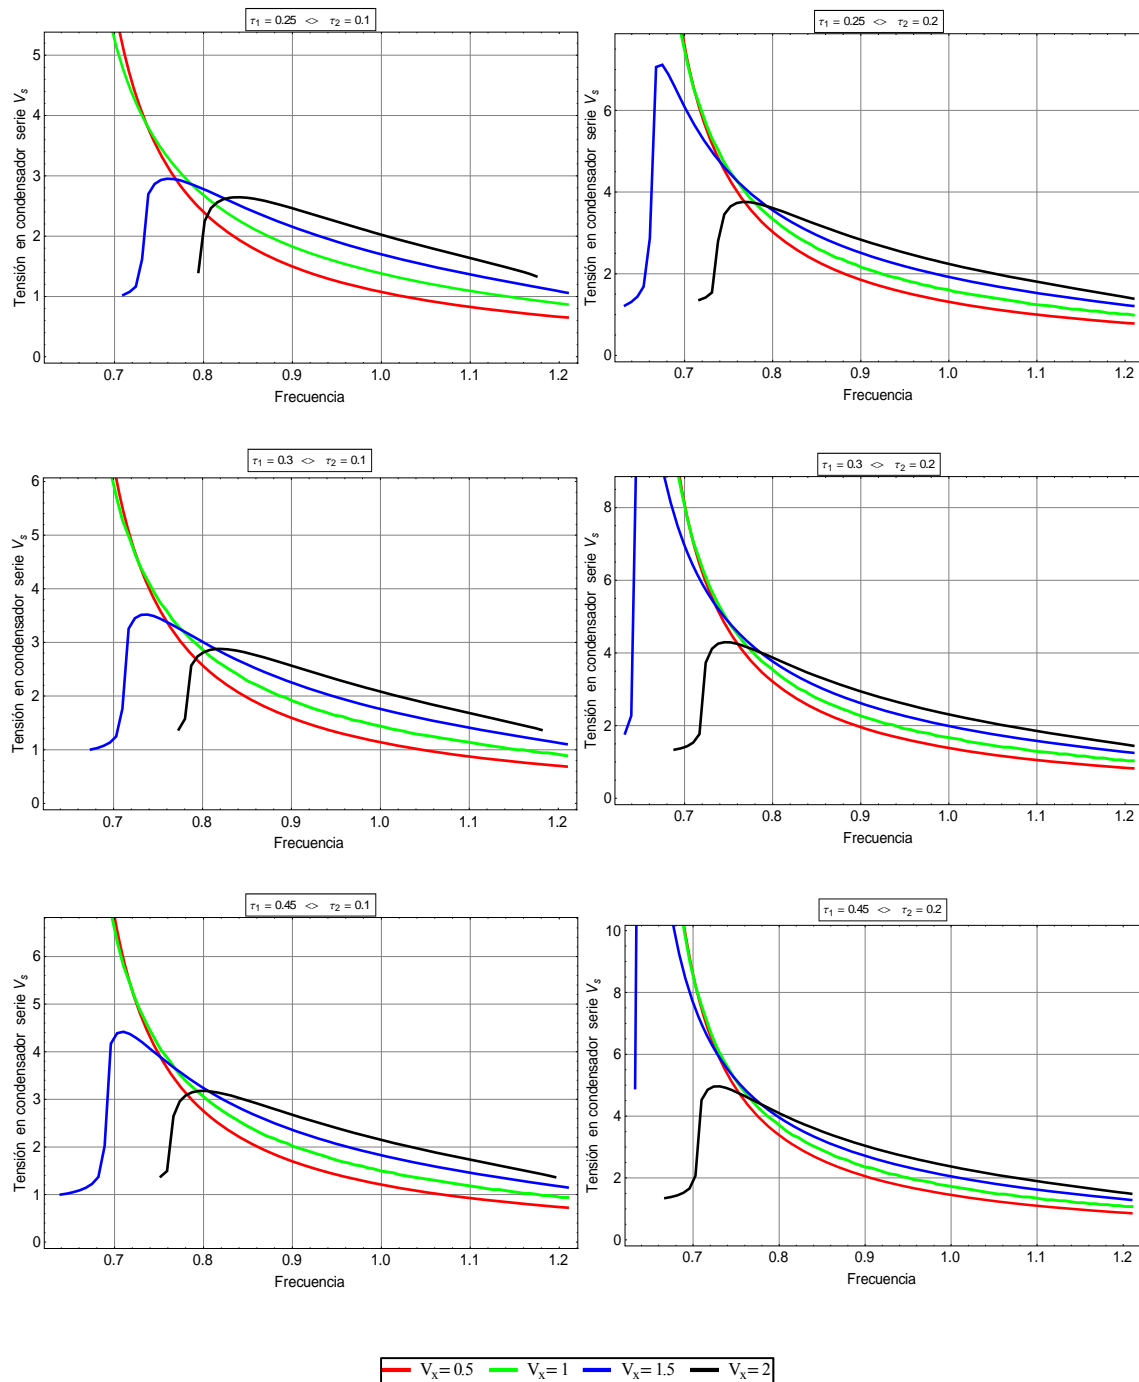 τ1 = 0.25 <> τ2 = 0.1
Tensión en condensador serie Vs
5
4
3
2
1
0
0.7 0.8 0.9 1.0 1.1 1.2
Frecuencia
τ1 = 0.25 <> τ2 = 0.2
Tensión en condensador serie Vs
6
4
2
0
0.7 0.8 0.9 1.0 1.1 1.2
Frecuencia
τ1 = 0.3 <> τ2 = 0.1
Tensión en condensador serie Vs
6
5
4
3
2
1
0
0.7 0.8 0.9 1.0 1.1 1.2
Frecuencia
τ1 = 0.3 <> τ2 = 0.2
Tensión en condensador serie Vs
8
6
4
2
0
0.7 0.8 0.9 1.0 1.1 1.2
Frecuencia
τ1 = 0.45 <> τ2 = 0.1
Tensión en condensador serie Vs
6
5
4
3
2
1
0
0.7 0.8 0.9 1.0 1.1 1.2
Frecuencia
τ1 = 0.45 <> τ2 = 0.2
Tensión en condensador serie Vs
10
8
6
4
2
0
0.7 0.8 0.9 1.0 1.1 1.2
Frecuencia
Vx= 0.5 Vx= 1 Vx= 1.5 Vx= 2